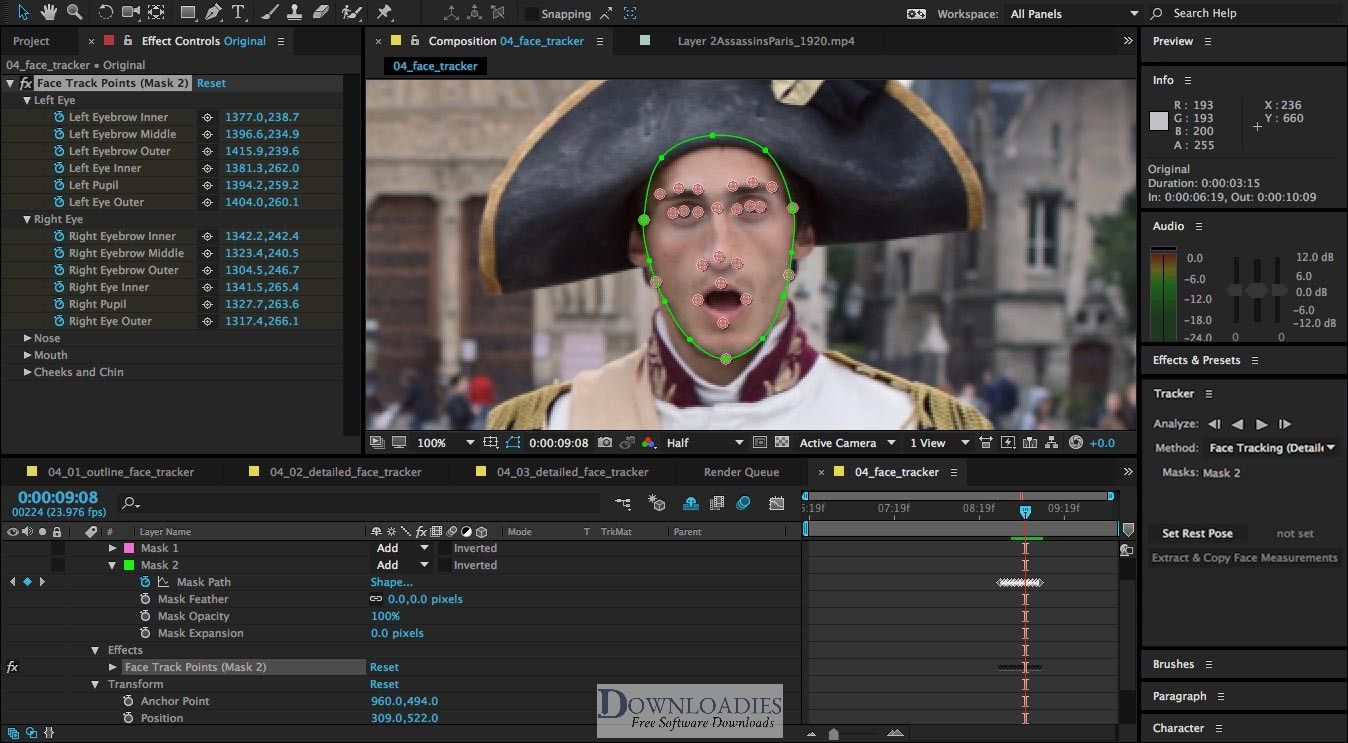 Snapping
Workspace: All Panels
Search Help
Project
Effect Controls Original
Composition 04_face_tracker
Layer 2AssassinsParis_1920.mp4
Preview
04_face_tracker • Original
04_face_tracker
Info
fx Face Track Points (Mask 2) Reset
Left Eye
Left Eyebrow Inner 1377.0,238.7
Left Eyebrow Middle 1396.6,234.9
Left Eyebrow Outer 1415.9,239.6
Left Eye Inner 1381.3,262.0
Left Pupil 1394.2,259.2
Left Eye Outer 1404.0,260.1
Right Eye
Right Eyebrow Inner 1342.2,242.4
Right Eyebrow Middle 1323.4,240.5
Right Eyebrow Outer 1304.5,246.7
Right Eye Inner 1341.5,265.4
Right Pupil 1327.7,263.6
Right Eye Outer 1317.4,266.1
Nose
Mouth
Cheeks and Chin
R: 193
G: 193
B: 200
A: 255
X: 236
Y: 660
Original
Duration: 0:00:03:15
In: 0:00:06:19, Out: 0:00:10:09
Audio
0.0
-6.0
-12.0
-18.0
-24.0
12.0 dB
6.0
0.0 dB
-6.0
-12.0 dB
0 0
Effects & Presets
Tracker
Analyze:
Method: Face Tracking (Detaile
Masks: Mask 2
Set Rest Pose not set
Extract & Copy Face Measurements
Brushes
Paragraph
Character
100% 0:00:09:08 Half Active Camera 1 View +0.0
04_01_outline_face_tracker
04_02_detailed_face_tracker
04_03_detailed_face_tracker
Render Queue
04_face_tracker
0:00:09:08
00224 (23.976 fps)
5:19f 07:19f 08:19f 09:19f
# Layer Name fx Mode T TrkMat Parent
Mask 1 Add Inverted
Mask 2 Add Inverted
Mask Path Shape...
Mask Feather 0.0,0.0 pixels
Mask Opacity 100%
Mask Expansion 0.0 pixels
Effects
fx Face Track Points (Mask 2) Reset
Transform Reset
Anchor Point 960.0,494.0
Position 309.0,522.0
DOWNLOADIES
Free Software Downloads